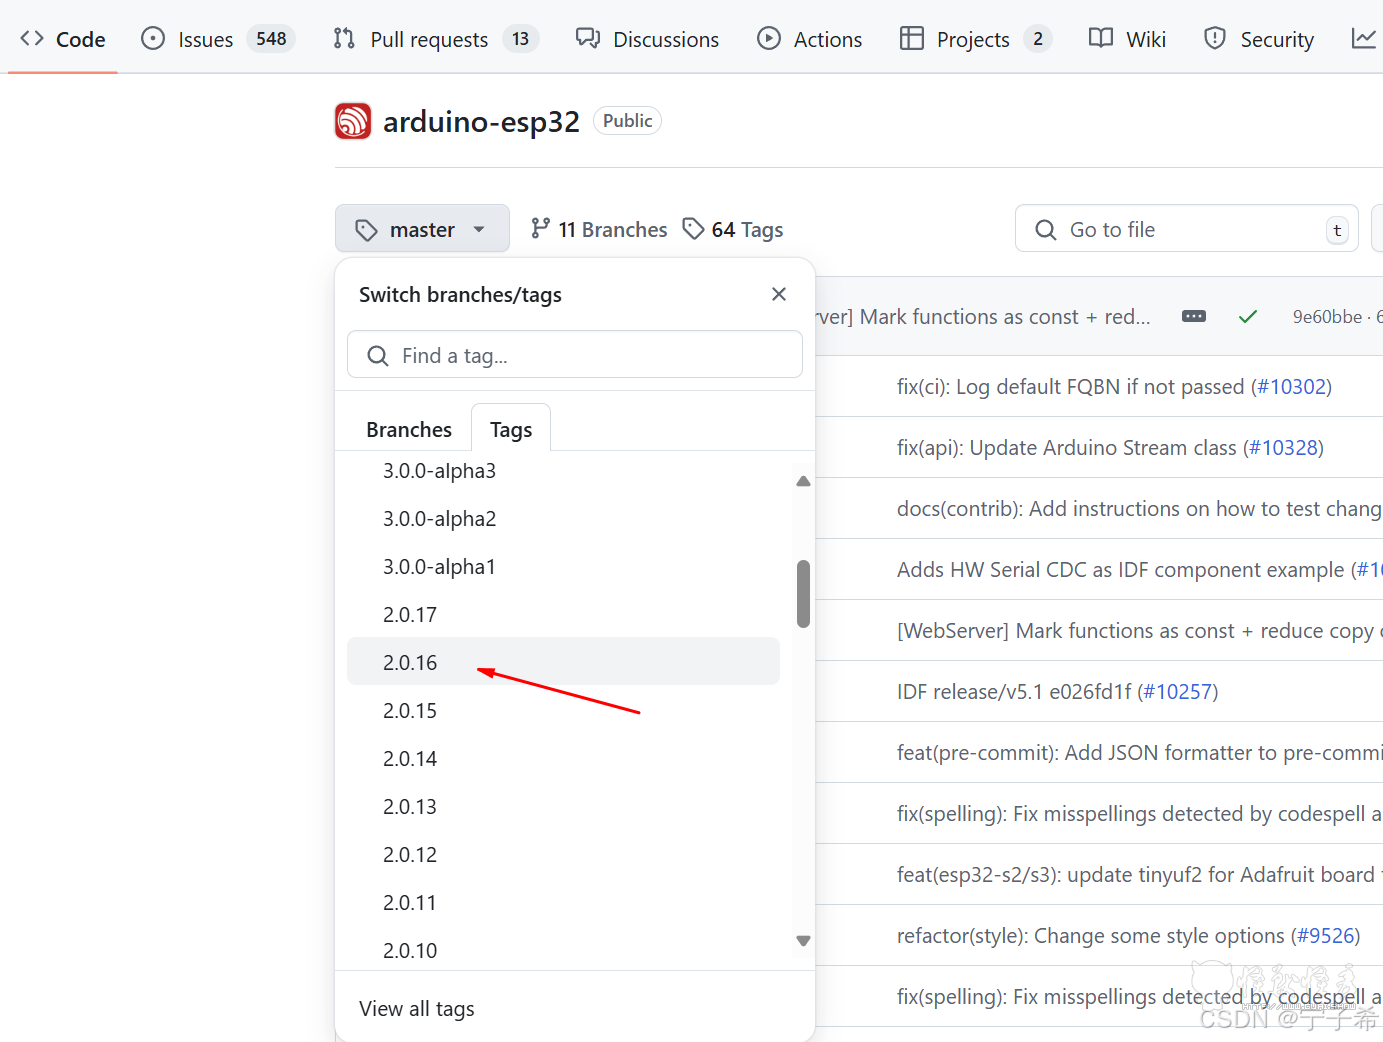 Code Issues 548 Pull requests 13 Discussions Actions Projects 2 Wiki Security
arduino-esp32 Public
master 11 Branches 64 Tags Go to file t
Switch branches/tags
rver] Mark functions as const + red... 9e60bbe · 6
Find a tag...
fix(ci): Log default FQBN if not passed (#10302)
Branches Tags
fix(api): Update Arduino Stream class (#10328)
3.0.0-alpha3
docs(contrib): Add instructions on how to test chang
3.0.0-alpha2
3.0.0-alpha1
Adds HW Serial CDC as IDF component example (#10
2.0.17
[WebServer] Mark functions as const + reduce copy c
2.0.16
IDF release/v5.1 e026fd1f (#10257)
2.0.15
feat(pre-commit): Add JSON formatter to pre-commi
2.0.14
2.0.13
fix(spelling): Fix misspellings detected by codespell a
2.0.12
feat(esp32-s2/s3): update tinyuf2 for Adafruit board
2.0.11
refactor(style): Change some style options (#9526)
2.0.10
fix(spelling): Fix misspellings detected by codespell a
View all tags
CSDN @宁子希